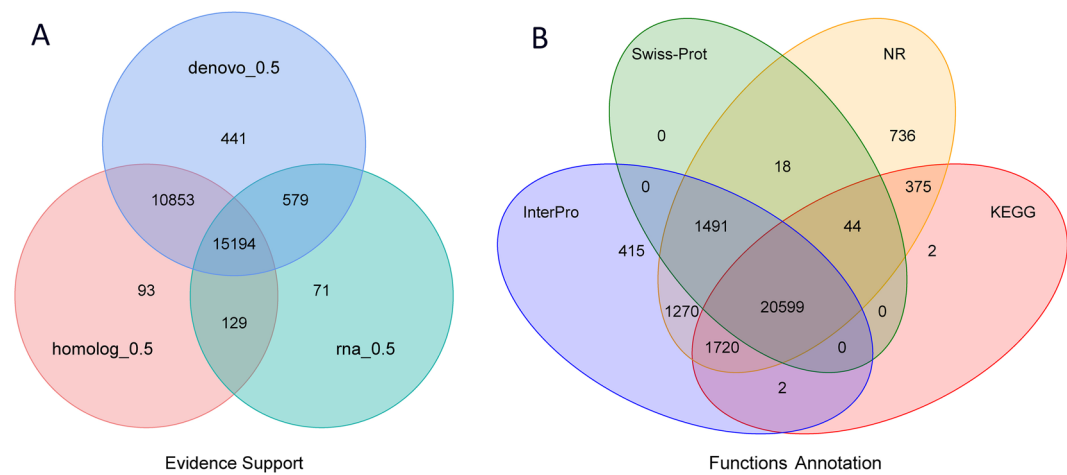 A
denovo_0.5
441
10853
579
15194
93
71
129
homolog_0.5
rna_0.5
Evidence Support
B
Swiss-Prot
NR
0
736
18
0
375
InterPro
KEGG
1491
44
415
2
1270
20599
0
1720
0
2
Functions Annotation